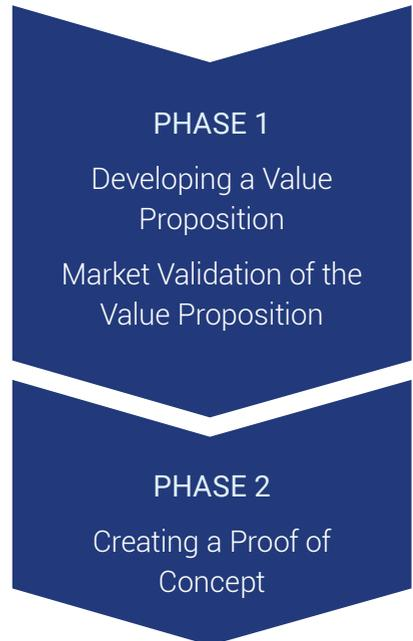 PHASE 1
Developing a Value
Proposition
Market Validation of the
Value Proposition
PHASE 2
Creating a Proof of
Concept